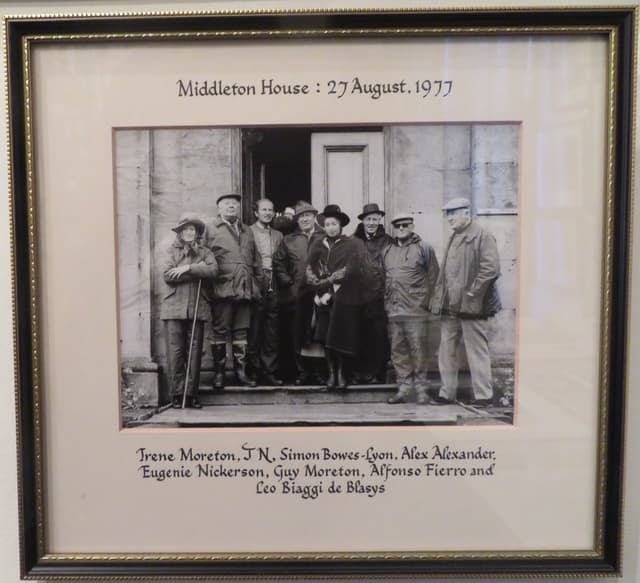 Middleton House : 27 August, 1977
Irene Moreton, J N, Simon Bowes-Lyon, Alex Alexander,
Eugenie Nickerson, Guy Moreton, Alfonso Fierro and
Leo Biaggi de Blasys